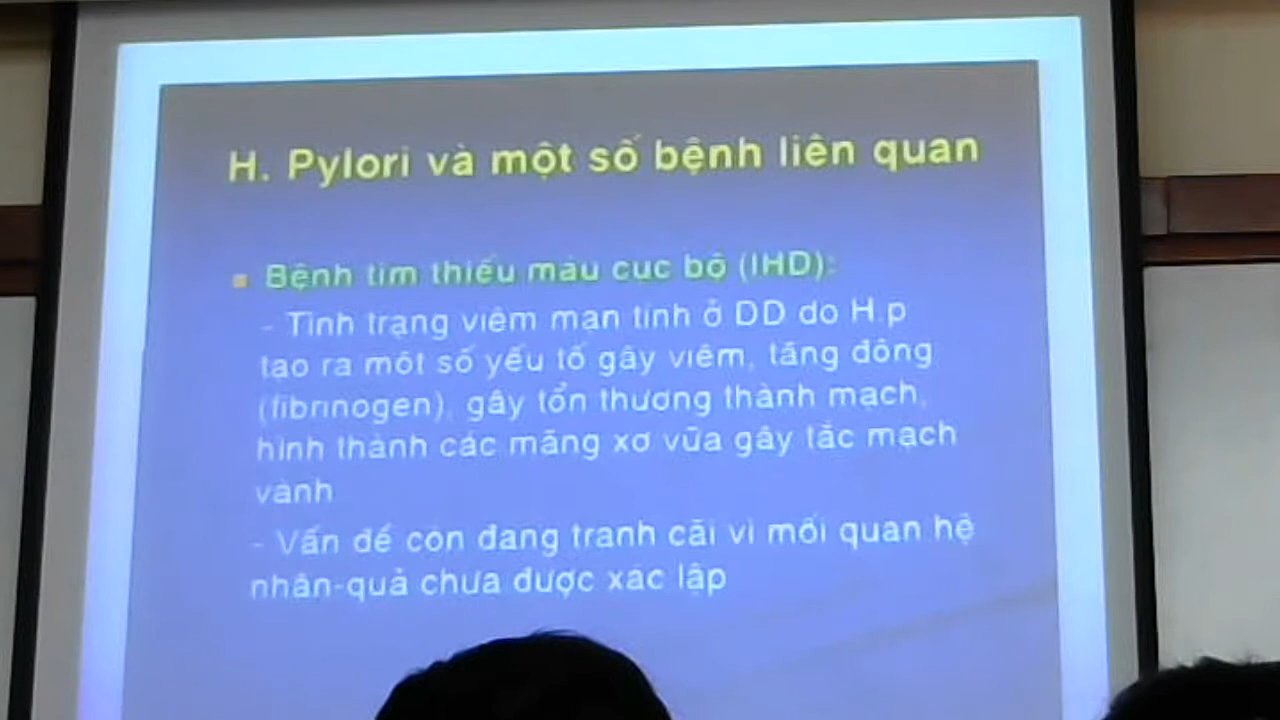 H. Pylori và một số bệnh liên quan
Bệnh tim thiếu máu cục bộ (IHD):
- Tình trạng viêm mạn tính ở DD do H.p
tạo ra một số yếu tố gây viêm, tăng đông
(fibrinogen), gây tổn thương thành mạch,
hình thành các mãng xơ vữa gây tắc mạch
vành
- Vấn đề còn đang tranh cãi vì mối quan hệ
nhân-quả chưa được xác lập